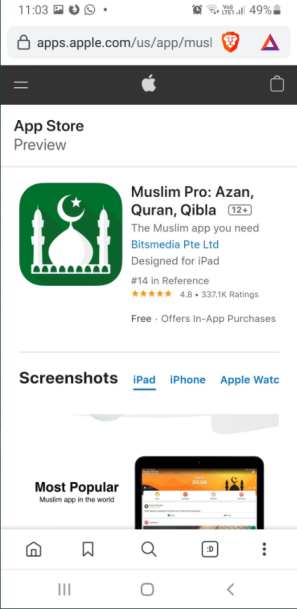 11:03
Vo) LTE1 49%
apps.apple.com/us/app/musl
App Store
Preview
Muslim Pro: Azan,
Quran, Qibla 12+
The Muslim app you need
Bitsmedia Pte Ltd
Designed for iPad
#14 in Reference
★★★★★ 4.8 • 337.1K Ratings
Free · Offers In-App Purchases
Screenshots iPad iPhone Apple Watc
Most Popular
Muslim app in the world
:D